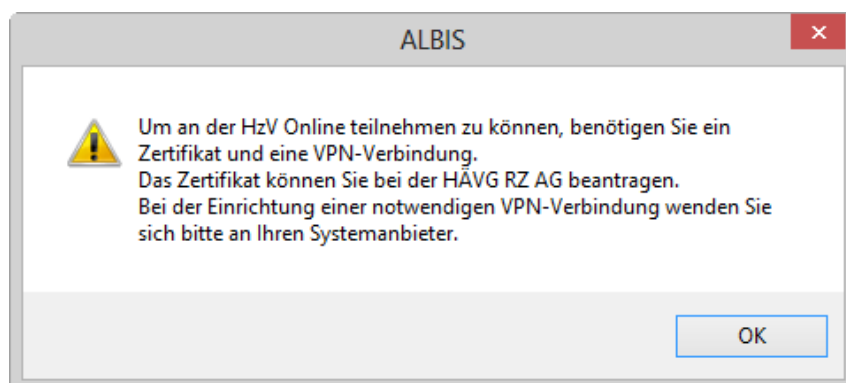 ALBIS
Um an der HzV Online teilnehmen zu können, benötigen Sie ein
Zertifikat und eine VPN-Verbindung.
Das Zertifikat können Sie bei der HÄVG RZ AG beantragen.
Bei der Einrichtung einer notwendigen VPN-Verbindung wenden Sie
sich bitte an Ihren Systemanbieter.
OK